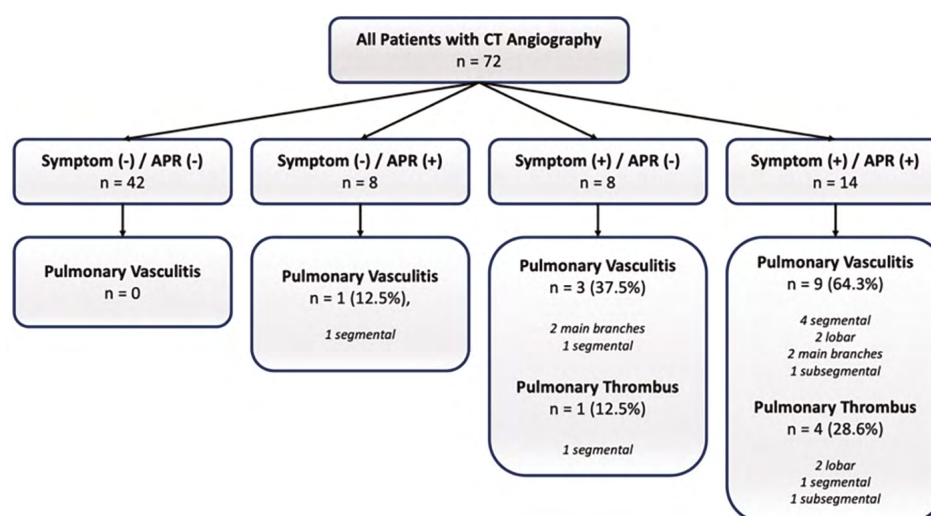 All Patients with CT Angiography
n = 72
Symptom (-) / APR (-)
n = 42
Symptom (-) / APR (+)
n = 8
Symptom (+) / APR (-)
n = 8
Symptom (+) / APR (+)
n = 14
Pulmonary Vasculitis
n = 0
Pulmonary Vasculitis
n = 1 (12.5%),
1 segmental
Pulmonary Vasculitis
n = 3 (37.5%)
2 main branches
1 segmental
Pulmonary Thrombus
n = 1 (12.5%)
1 segmental
Pulmonary Vasculitis
n = 9 (64.3%)
4 segmental
2 lobar
2 main branches
1 subsegmental
Pulmonary Thrombus
n = 4 (28.6%)
2 lobar
1 segmental
1 subsegmental